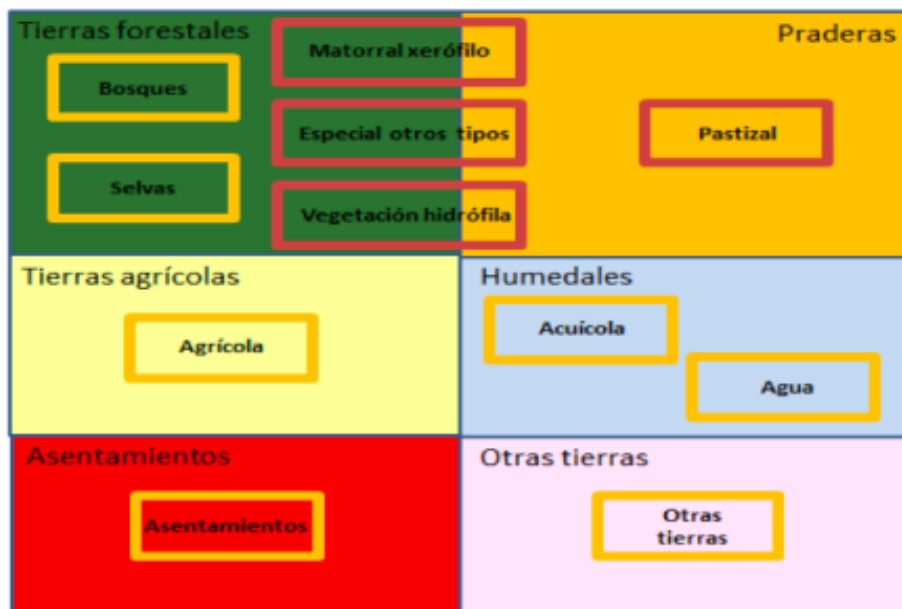 Tierras forestales
Bosques
Selvas
Matorral xerófilo
Especial otros tipos
Vegetación hidrófila
Praderas
Pastizal
Tierras agrícolas
Agrícola
Humedales
Acuícola
Agua
Asentamientos
Asentamientos
Otras tierras
Otras
tierras